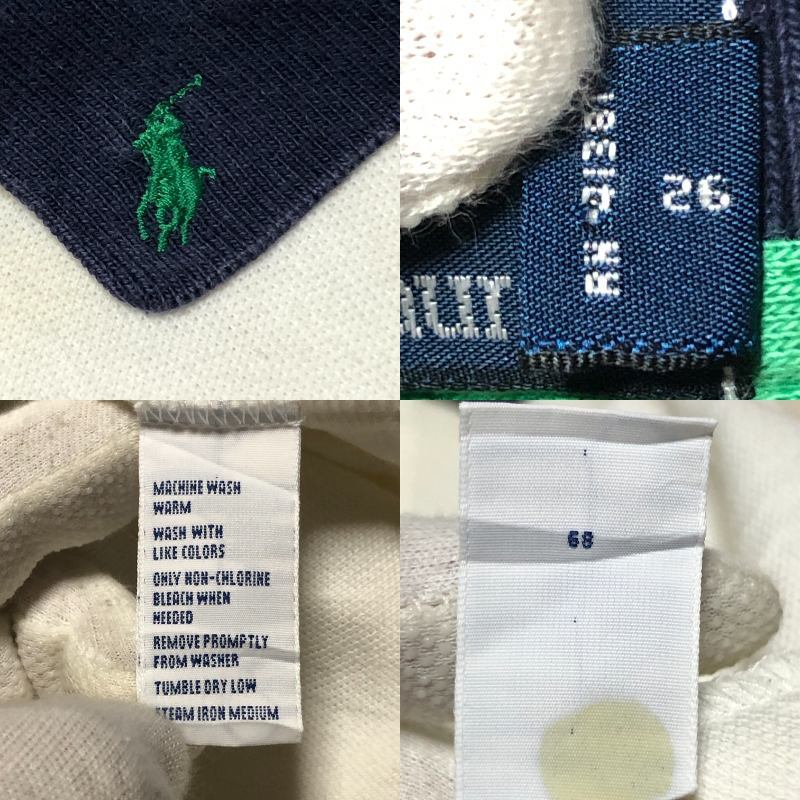 26
MACHINE WASH
WARM
WASH WITH
LIKE COLORS
ONLY NON-CHLORINE
BLEACH WHEN
NEEDED
REMOVE PROMPTLY
FROM WASHER
TUMBLE DRY LOW
STEAM IRON MEDIUM
68